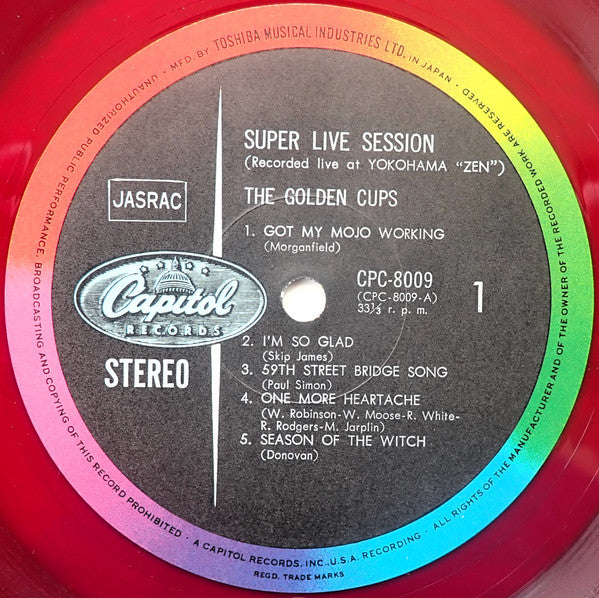 MFD. BY TOSHIBA MUSICAL INDUSTRIES LTD. IN JAPAN •
ALL RIGHTS OF THE MANUFACTURER AND OF THE OWNER OF THE RECORDED WORK ARE RESERVED •
UNAUTHORIZED PUBLIC PERFORMANCE, BROADCASTING AND COPYING OF THIS RECORD PROHIBITED •
A CAPITOL RECORDS, INC., U.S.A. RECORDING •
REGD. TRADE MARKS
SUPER LIVE SESSION
(Recorded live at YOKOHAMA "ZEN")
JASRAC
THE GOLDEN CUPS
1. GOT MY MOJO WORKING
(Morganfield)
Capitol
RECORDS
STEREO
CPC-8009
(CPC-8009-A)
33⅓ r. p. m.
1
2. I'M SO GLAD
(Skip James)
3. 59TH STREET BRIDGE SONG
(Paul Simon)
4. ONE MORE HEARTACHE
(W. Robinson-W. Moose-R. White-
R. Rodgers-M. Jarplin)
5. SEASON OF THE WITCH
(Donovan)